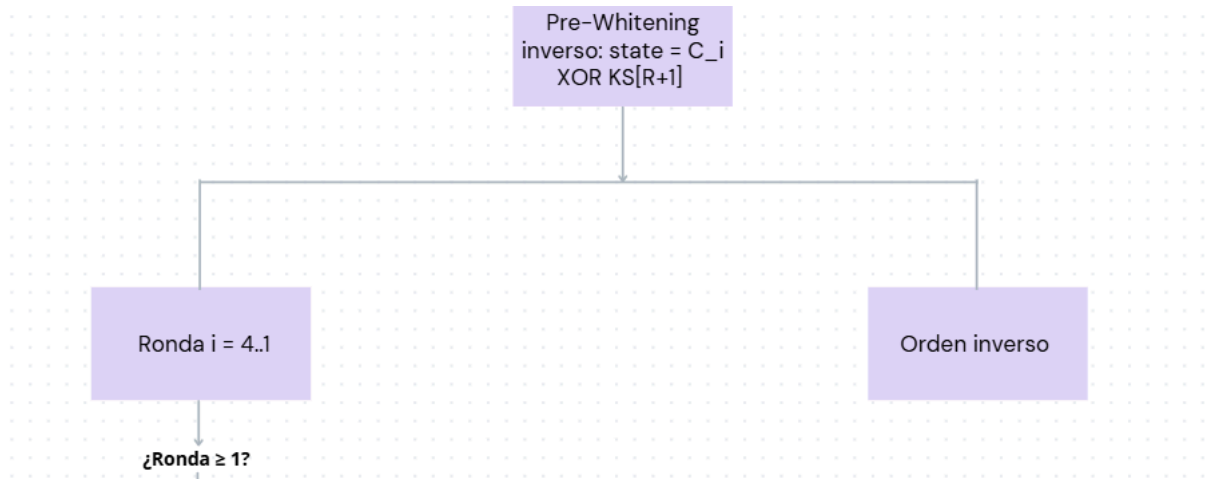 Pre-Whitening
inverso: state = C_i
XOR KS[R+1]
Ronda i = 4..1
Orden inverso
¿Ronda ≥ 1?